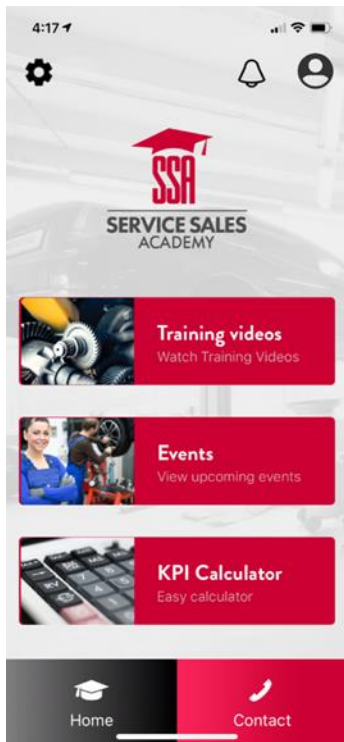 4:17
SSA
SERVICE SALES
ACADEMY
Training videos
Watch Training Videos
Events
View upcoming events
KPI Calculator
Easy calculator
Home
Contact